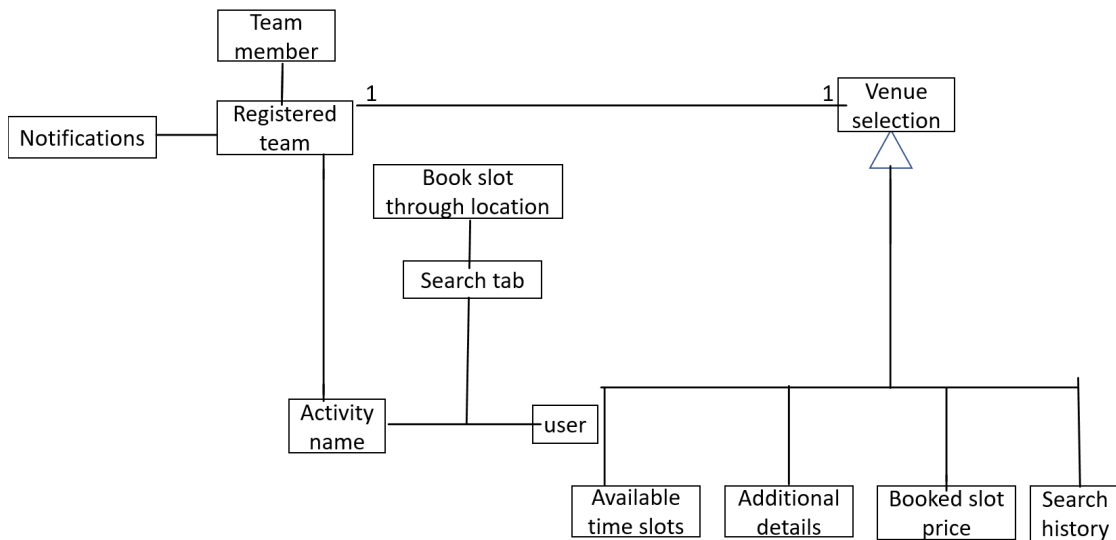 Team
member
1
1
Venue
selection
Registered
team
Notifications
Book slot
through location
Search tab
Activity
name
user
Available
time slots
Additional
details
Booked slot
price
Search
history